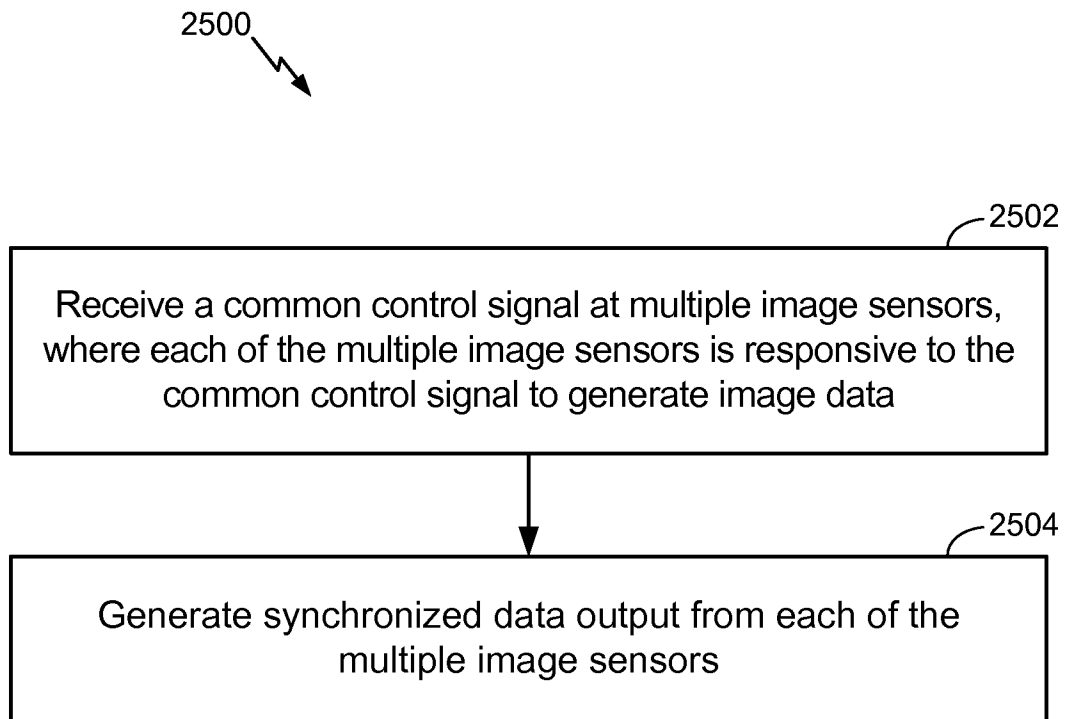 2500
2502
Receive a common control signal at multiple image sensors,
where each of the multiple image sensors is responsive to the
common control signal to generate image data
2504
Generate synchronized data output from each of the
multiple image sensors